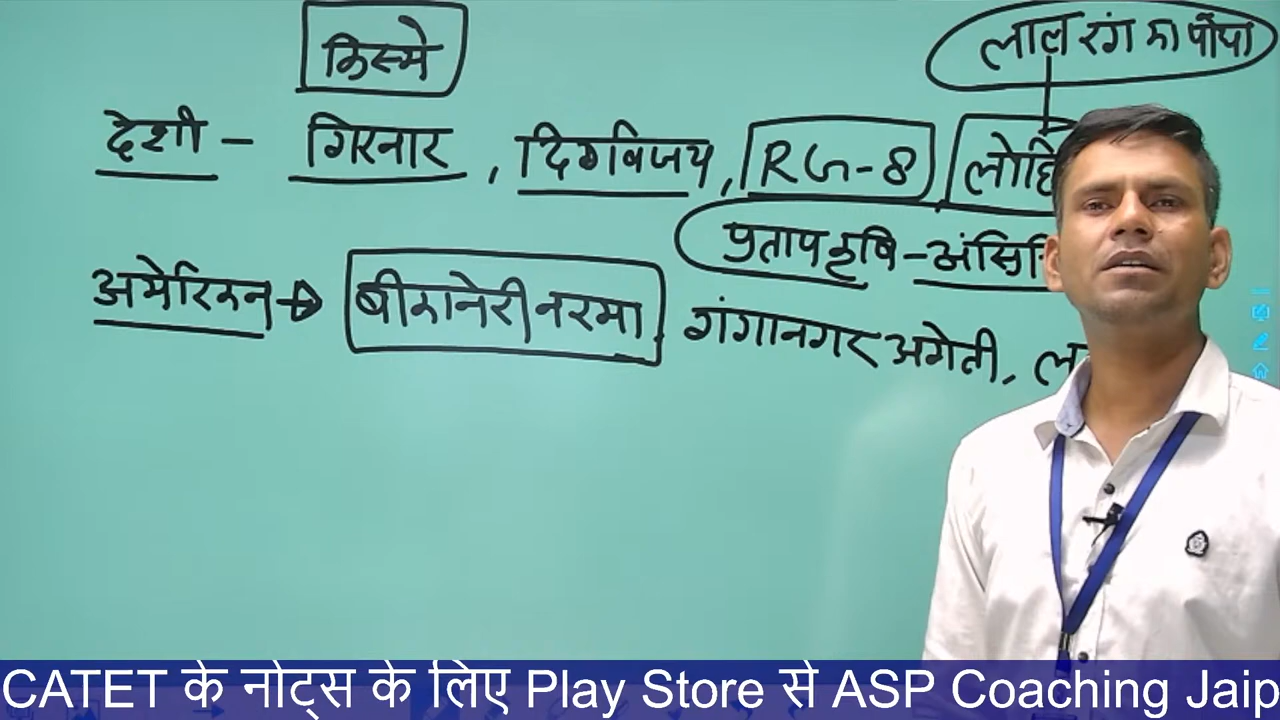 किस्मे
लाल रंग का पौधा
देशी - गिरनार, दिग्विजय, RG-8 लोहि
प्रताप कृषि - अंसि
अमेरिकन → बीकानेरी नरमा, गंगानगर अगेती, ल
CATET के नोट्स के लिए Play Store से ASP Coaching Jaip